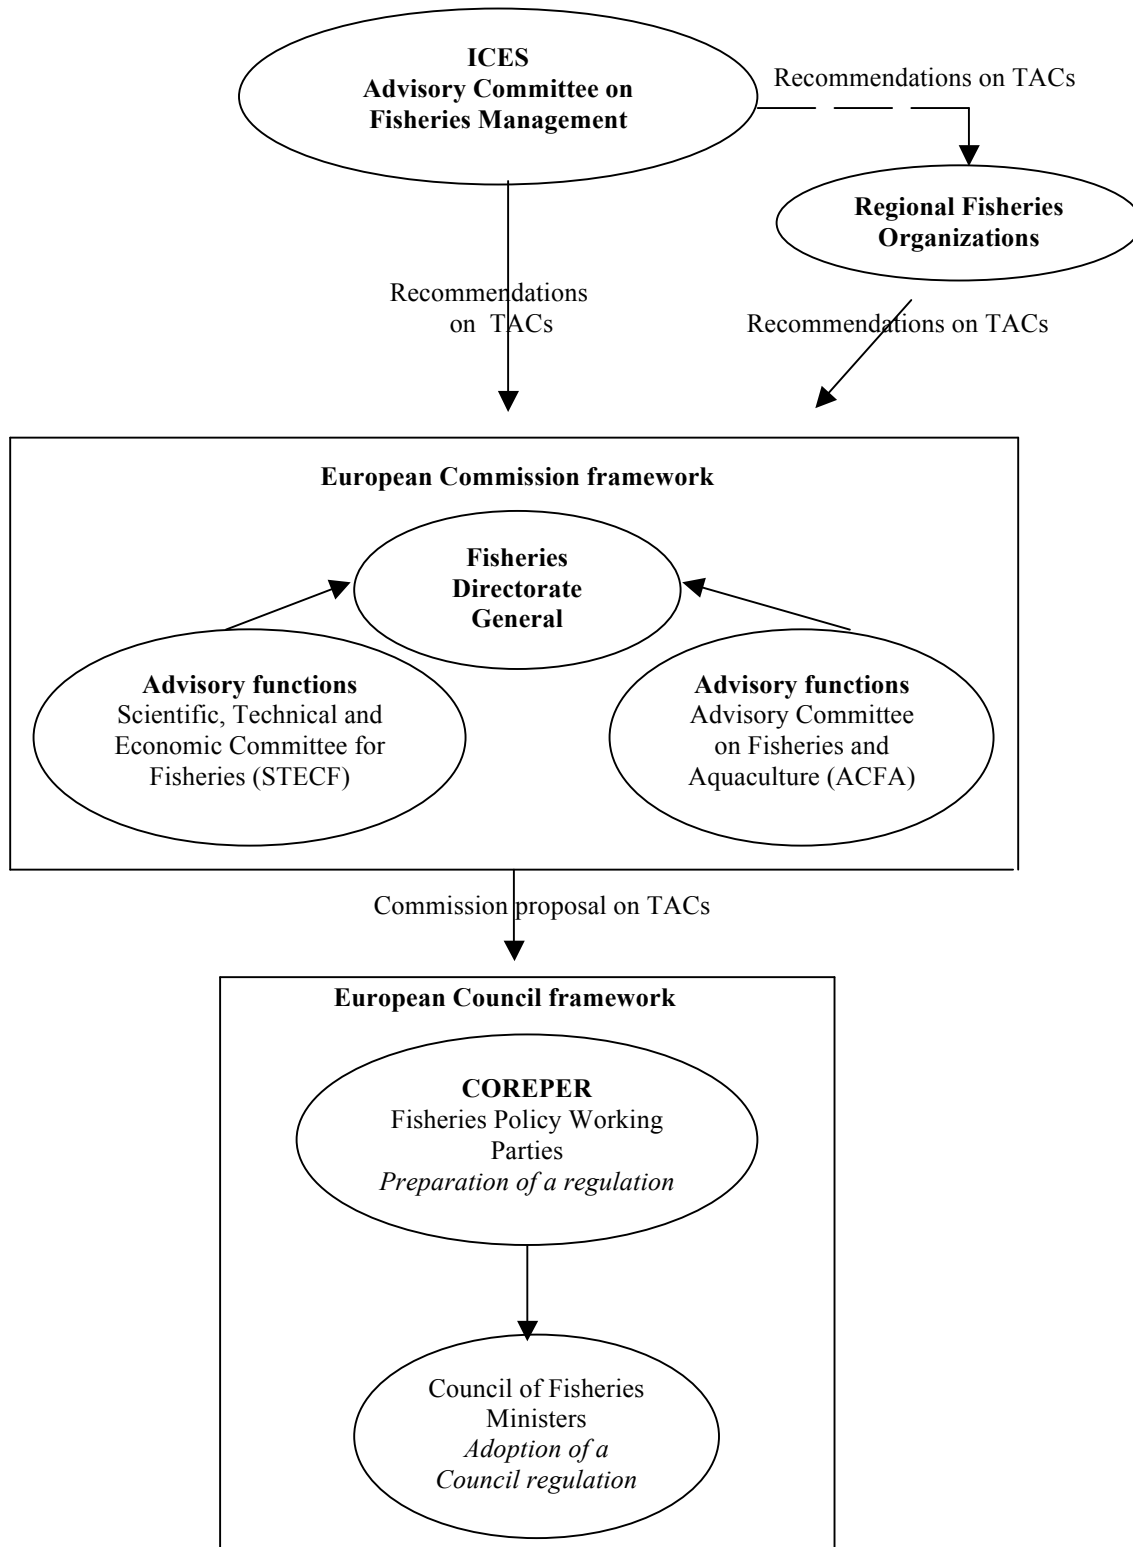 ICES
Advisory Committee on
Fisheries Management
Recommendations on TACs
Regional Fisheries
Organizations
Recommendations
on TACs
Recommendations on TACs
European Commission framework
Fisheries
Directorate
General
Advisory functions
Scientific, Technical and
Economic Committee for
Fisheries (STECF)
Advisory functions
Advisory Committee
on Fisheries and
Aquaculture (ACFA)
Commission proposal on TACs
European Council framework
COREPER
Fisheries Policy Working
Parties
Preparation of a regulation
Council of Fisheries
Ministers
Adoption of a
Council regulation